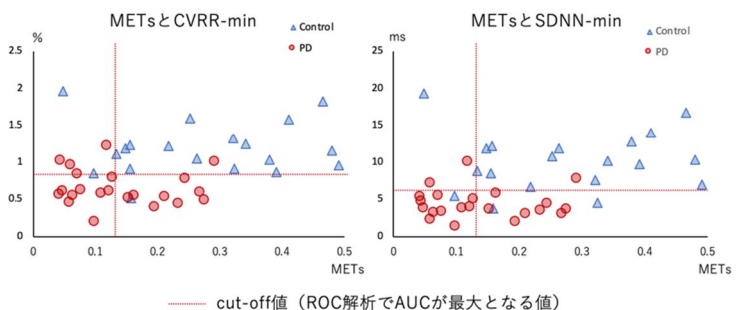 METsとCVRR-min
METsとSDNN-min
%
Control
PD
2.5
2
1.5
1
0.5
0
0
0.1
0.2
0.3
0.4
0.5
METs
ms
Control
PD
25
20
15
10
5
0
0
0.1
0.2
0.3
0.4
0.5
METs
cut-off値（ROC解析でAUCが最大となる値）